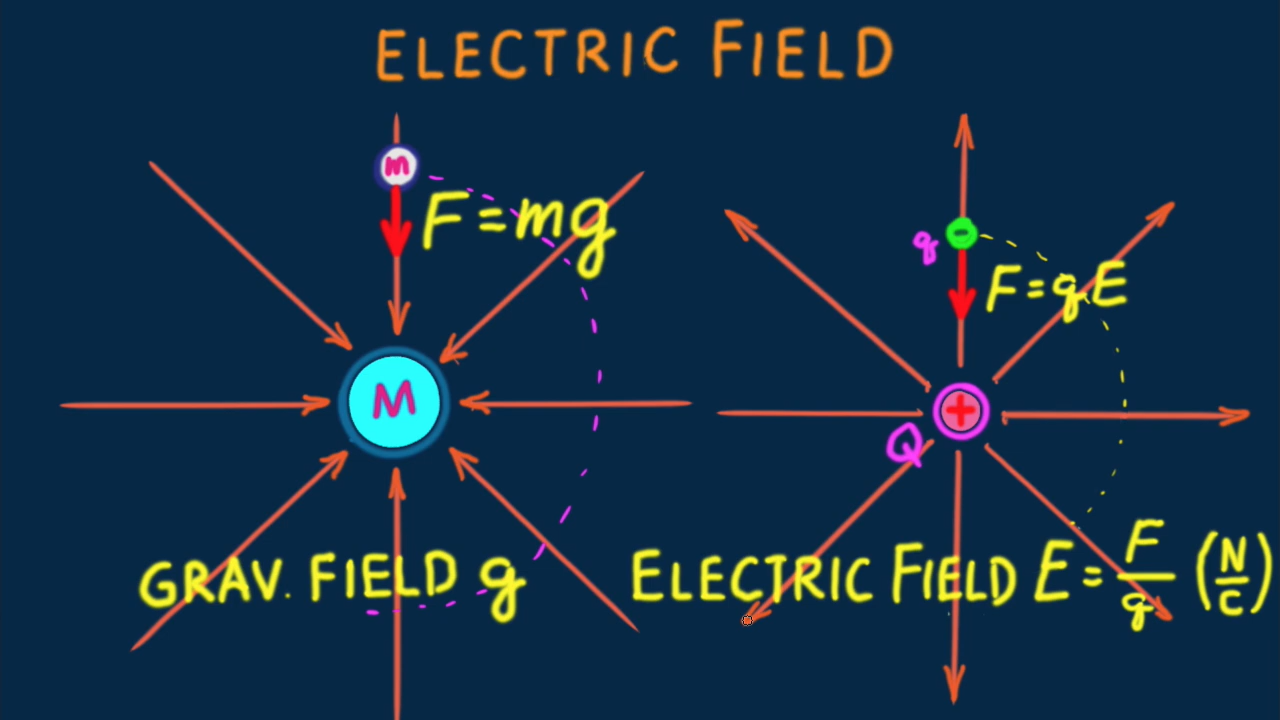 ELECTRIC FIELD
m
F = mg
M
GRAV. FIELD g
-
q
F = qE
+
Q
ELECTRIC FIELD E = F/q (N/C)